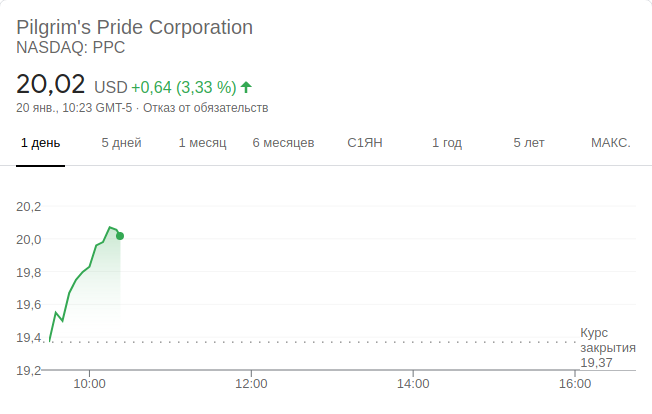 Pilgrim's Pride Corporation
NASDAQ: PPC
20,02 USD +0,64 (3,33 %)
20 янв., 10:23 GMT-5 · Отказ от обязательств
1 день 5 дней 1 месяц 6 месяцев С1ЯН 1 год 5 лет МАКС.
20,2
20,0
19,8
19,6
19,4
Курс
закрытия
19,37
19,2
10:00 12:00 14:00 16:00